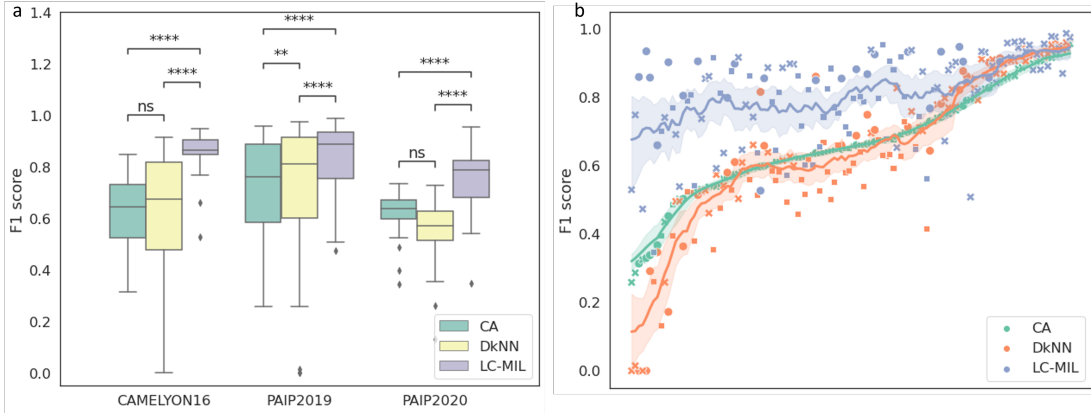 a
F1 score
1.4
1.2
1.0
0.8
0.6
0.4
0.2
0.0
****
****
ns
****
**
****
****
****
ns
CAMELYON16
PAIP2019
PAIP2020
CA
DkNN
LC-MIL
b
F1 score
1.0
0.8
0.6
0.4
0.2
0.0
CA
DkNN
LC-MIL